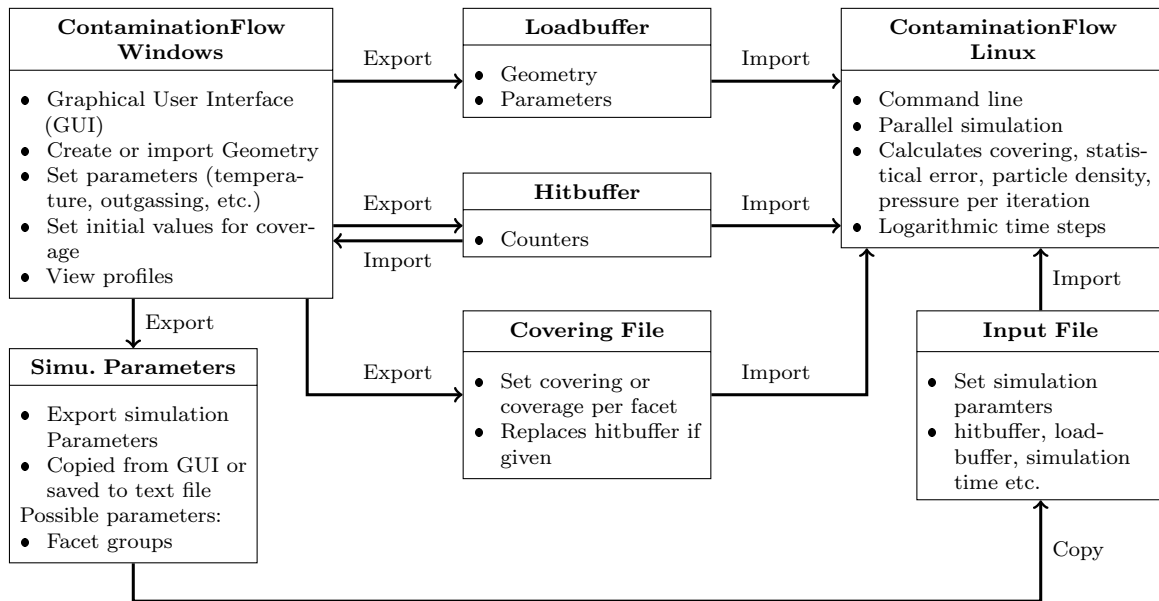 ContaminationFlow
Windows
• Graphical User Interface
(GUI)
• Create or import Geometry
• Set parameters (tempera-
ture, outgassing, etc.)
• Set initial values for cover-
age
• View profiles
Export
Loadbuffer
• Geometry
• Parameters
Import
ContaminationFlow
Linux
• Command line
• Parallel simulation
• Calculates covering, statis-
tical error, particle density,
pressure per iteration
• Logarithmic time steps
Export
Import
Hitbuffer
• Counters
Import
Export
Import
Simu. Parameters
• Export simulation
Parameters
• Copied from GUI or
saved to text file
Possible parameters:
• Facet groups
Export
Covering File
• Set covering or
coverage per facet
• Replaces hitbuffer if
given
Import
Input File
• Set simulation
paramters
• hitbuffer, load-
buffer, simulation
time etc.
Copy